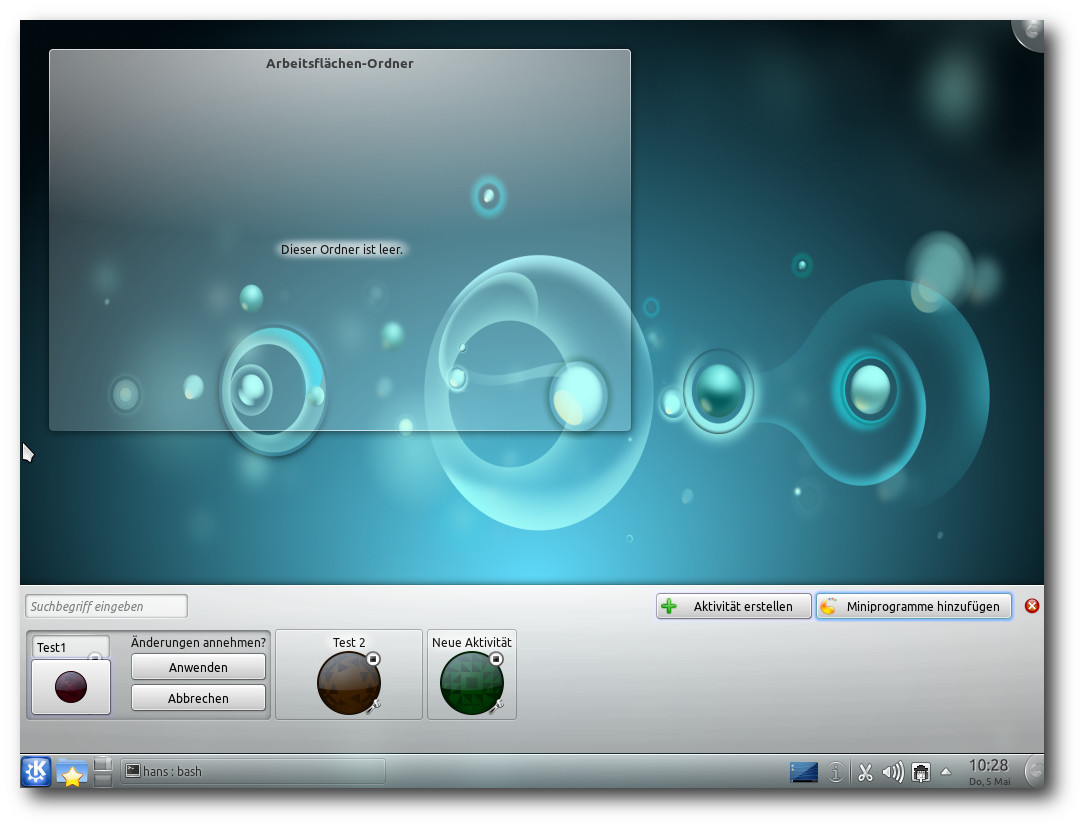 Arbeitsflächen-Ordner
Dieser Ordner ist leer.
Suchbegriff eingeben
Aktivität erstellen
Miniprogramme hinzufügen
Test1
Änderungen annehmen?
Anwenden
Abbrechen
Test 2
Neue Aktivität
hans : bash
10:28
Do, 5 Mai